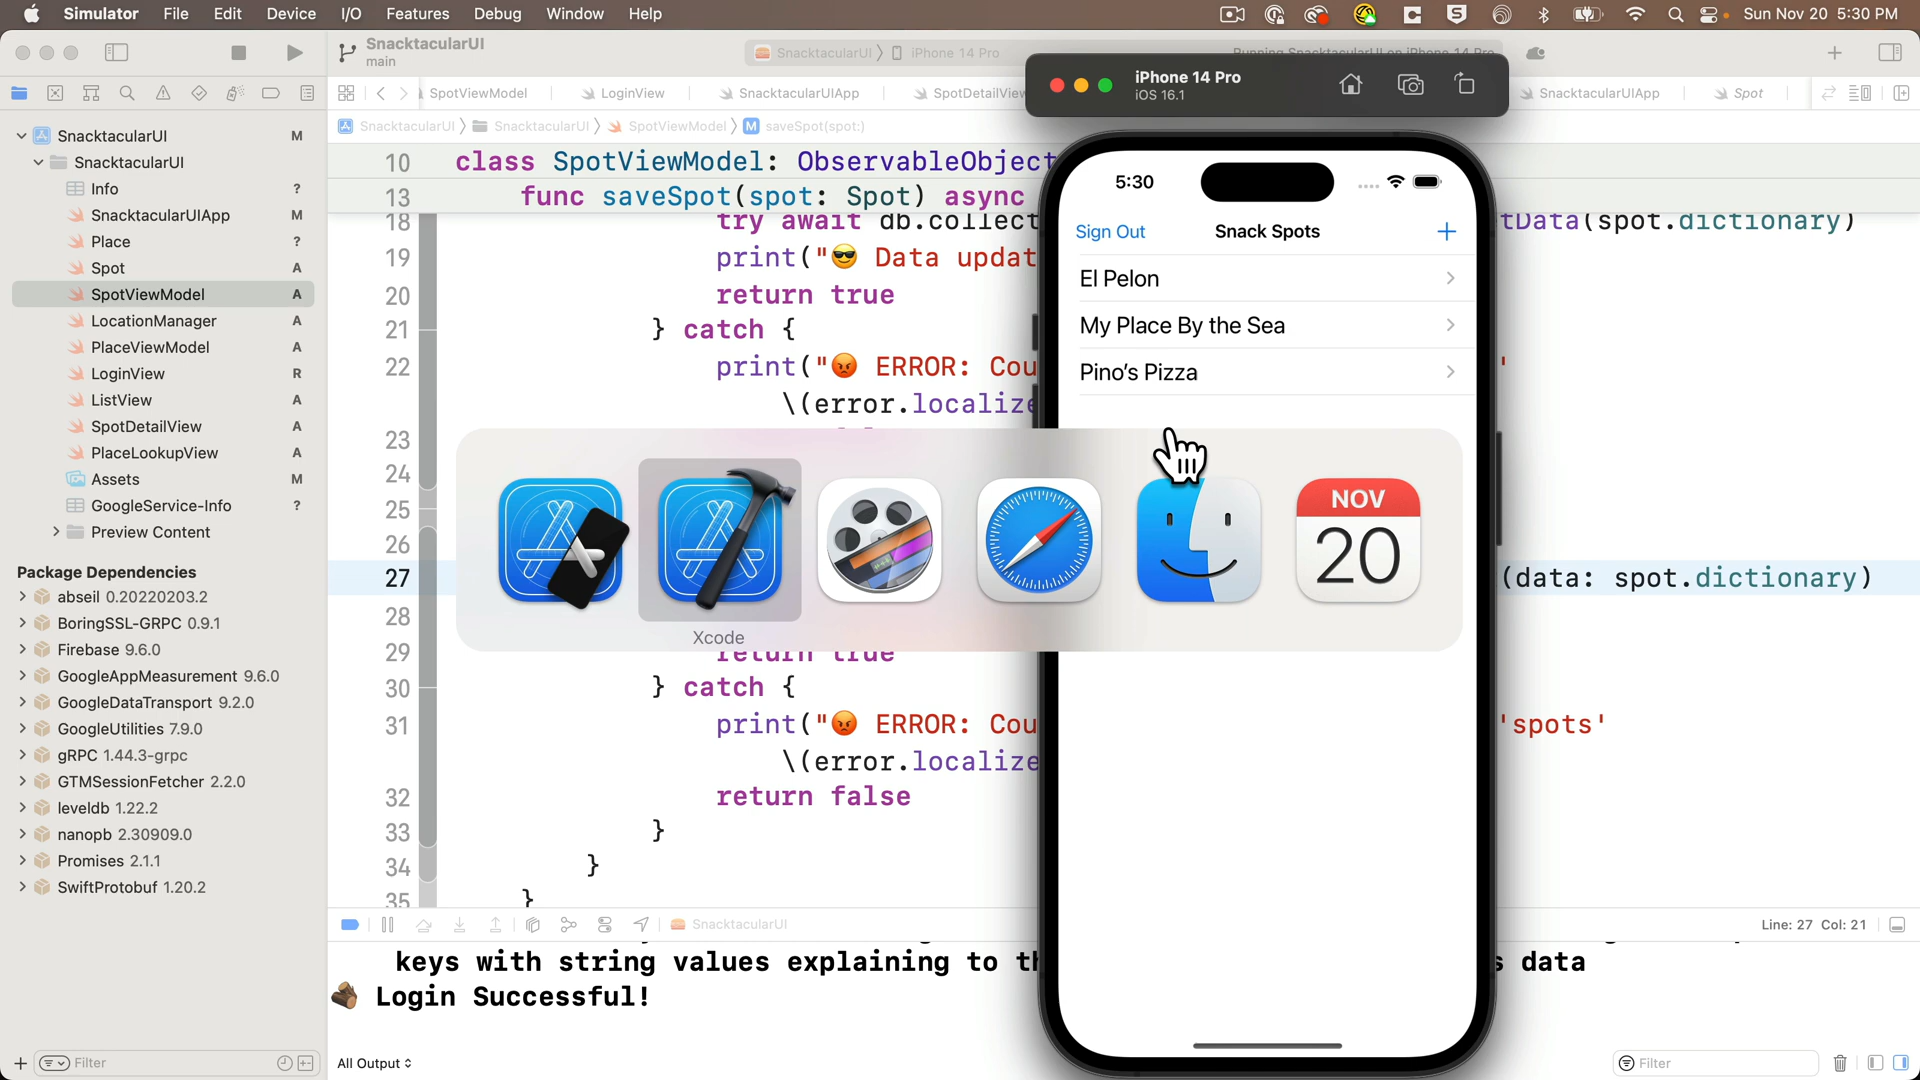 Simulator File Edit Device I/O Features Debug Window Help
Sun Nov 20 5:30 PM
SnacktacularUI
main
SnacktacularUI iPhone 14 Pro
Running SnacktacularUI on iPhone 14 Pro
SpotViewModel LoginView SnacktacularUIApp SpotDetailView SnacktacularUIApp Spot
SnacktacularUI SnacktacularUI SpotViewModel M saveSpot(spot:)
iPhone 14 Pro
iOS 16.1
SnacktacularUI M
SnacktacularUI
Info ?
SnacktacularUIApp M
Place ?
Spot A
SpotViewModel A
LocationManager A
PlaceViewModel A
LoginView R
ListView A
SpotDetailView A
PlaceLookupView A
Assets M
GoogleService-Info ?
Preview Content
Package Dependencies
abseil 0.20220203.2
BoringSSL-GRPC 0.9.1
Firebase 9.6.0
GoogleAppMeasurement 9.6.0
GoogleDataTransport 9.2.0
GoogleUtilities 7.9.0
gRPC 1.44.3-grpc
GTMSessionFetcher 2.2.0
leveldb 1.22.2
nanopb 2.30909.0
Promises 2.1.1
SwiftProtobuf 1.20.2
Filter
10 class SpotViewModel: ObservableObject
13 func saveSpot(spot: Spot) async
18 try await db.collect tData(spot.dictionary)
19 print("😎 Data updat
20 return true
21 } catch {
22 print("😡 ERROR: Cou '
\(error.localize
23
24
25
26
27 (data: spot.dictionary)
28
29 return true
30 } catch {
31 print("😡 ERROR: Cou 'spots'
\(error.localize
32 return false
33 }
34 }
35 }
5:30
Sign Out Snack Spots +
El Pelon
My Place By the Sea
Pino's Pizza
NOV
20
Xcode
SnacktacularUI
Line: 27 Col: 21
keys with string values explaining to th s data
🪵 Login Successful!
All Output
Filter